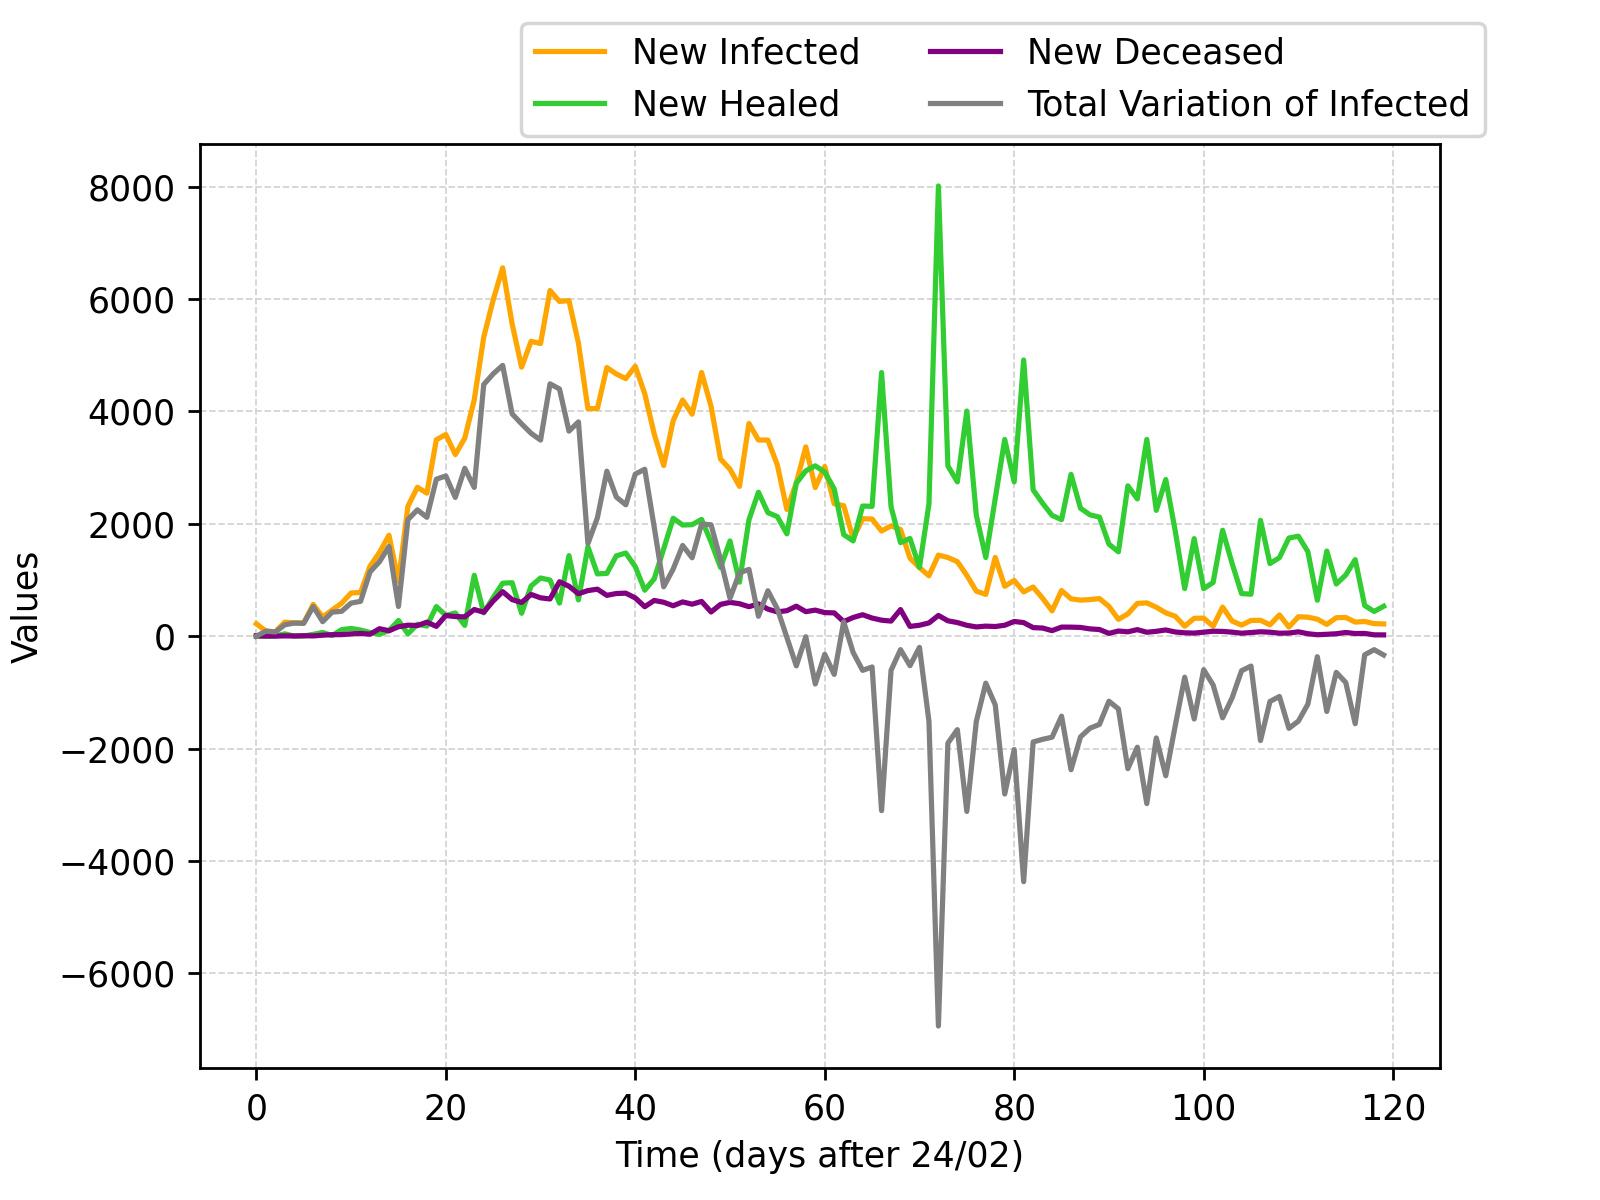 New Infected
New Healed
New Deceased
Total Variation of Infected
8000
6000
4000
2000
0
−2000
−4000
−6000
Values
0 20 40 60 80 100 120
Time (days after 24/02)